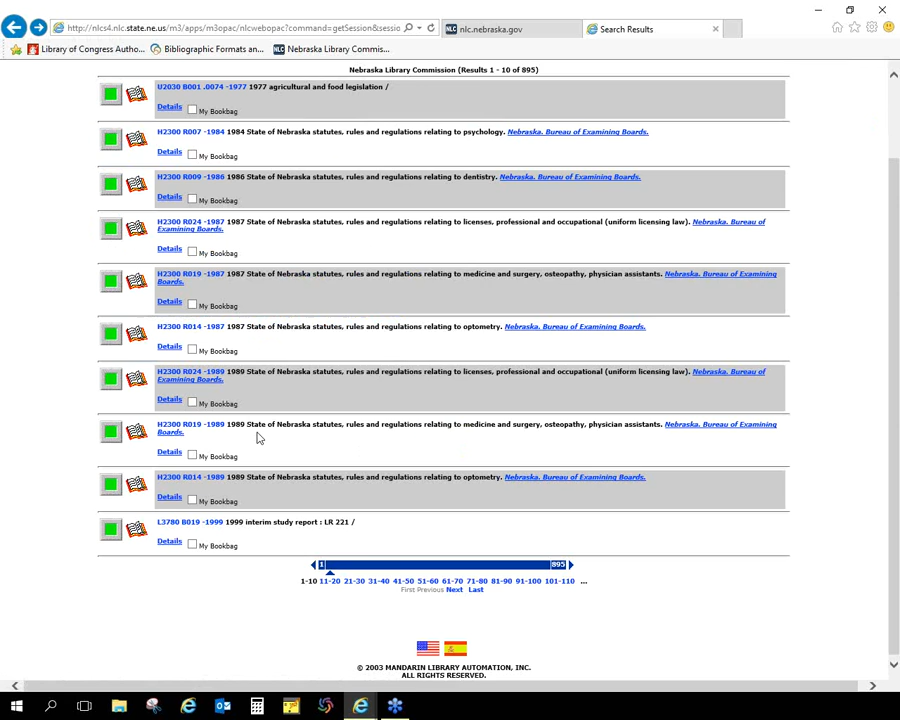 http://nlcs4.nlc.state.ne.us/m3/apps/m3opac/nlcwebopac?command=getSession&sessio...
nlc.nebraska.gov
Search Results
Library of Congress Autho...
Bibliographic Formats and ...
NLC Nebraska Library Commis...
Nebraska Library Commission (Results 1 - 10 of 895)
U2030 B001 .0074 -1977 1977 agricultural and food legislation /
Details My Bookbag
H2300 R007 -1984 1984 State of Nebraska statutes, rules and regulations relating to psychology. Nebraska. Bureau of Examining Boards.
Details My Bookbag
H2300 R009 -1986 1986 State of Nebraska statutes, rules and regulations relating to dentistry. Nebraska. Bureau of Examining Boards.
Details My Bookbag
H2300 R024 -1987 1987 State of Nebraska statutes, rules and regulations relating to licenses, professional and occupational (uniform licensing law). Nebraska. Bureau of
Examining Boards.
Details My Bookbag
H2300 R019 -1987 1987 State of Nebraska statutes, rules and regulations relating to medicine and surgery, osteopathy, physician assistants. Nebraska. Bureau of Examining
Boards.
Details My Bookbag
H2300 R014 -1987 1987 State of Nebraska statutes, rules and regulations relating to optometry. Nebraska. Bureau of Examining Boards.
Details My Bookbag
H2300 R024 -1989 1989 State of Nebraska statutes, rules and regulations relating to licenses, professional and occupational (uniform licensing law). Nebraska. Bureau of
Examining Boards.
Details My Bookbag
H2300 R019 -1989 1989 State of Nebraska statutes, rules and regulations relating to medicine and surgery, osteopathy, physician assistants. Nebraska. Bureau of Examining
Boards.
Details My Bookbag
H2300 R014 -1989 1989 State of Nebraska statutes, rules and regulations relating to optometry. Nebraska. Bureau of Examining Boards.
Details My Bookbag
L3780 B019 -1999 1999 interim study report : LR 221 /
Details My Bookbag
1 895
1-10 11-20 21-30 31-40 41-50 51-60 61-70 71-80 81-90 91-100 101-110 ...
First Previous Next Last
© 2003 MANDARIN LIBRARY AUTOMATION, INC.
ALL RIGHTS RESERVED.